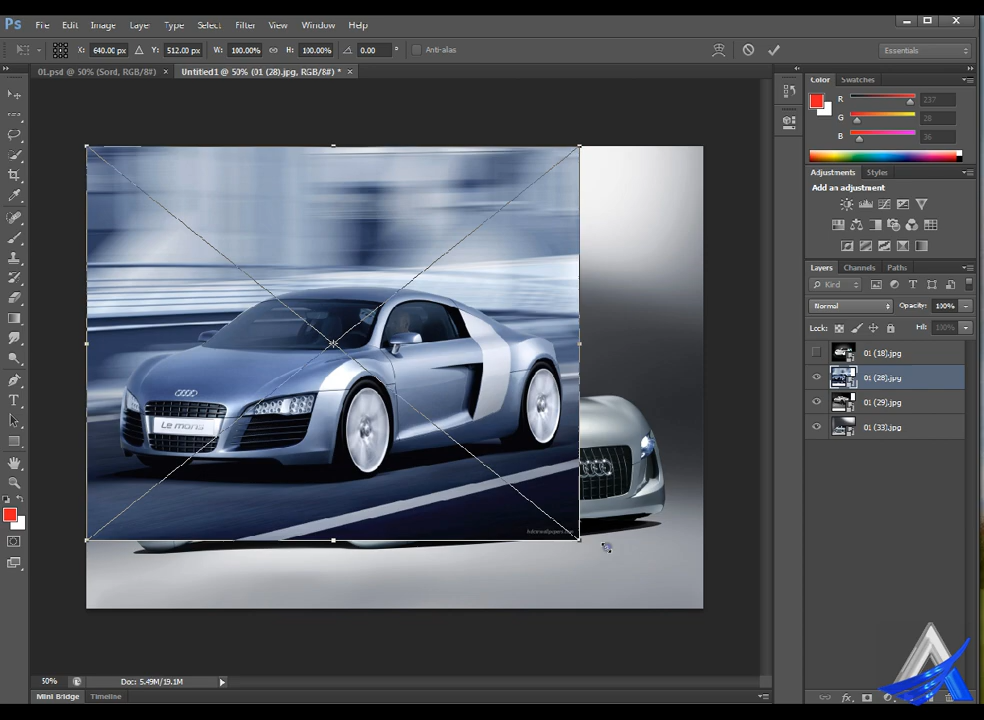 Ps File Edit Image Layer Type Select Filter View Window Help
X: 640.00 px Y: 512.00 px W: 100.00% H: 100.00% 0.00 ° Anti-alias Essentials
01.psd @ 50% (Sord, RGB/8#) × Untitled1 @ 50% (01 (28).jpg, RGB/8#) * ×
Color Swatches
R 237
G 28
B 36
Adjustments Styles
Add an adjustment
Layers Channels Paths
Kind
Normal Opacity: 100%
Lock: Fill: 100%
01 (18).jpg
01 (28).jpg
01 (29).jpg
01 (33).jpg
Le mans
T
50% Doc: 5.49M/19.1M
Mini Bridge Timeline
fx